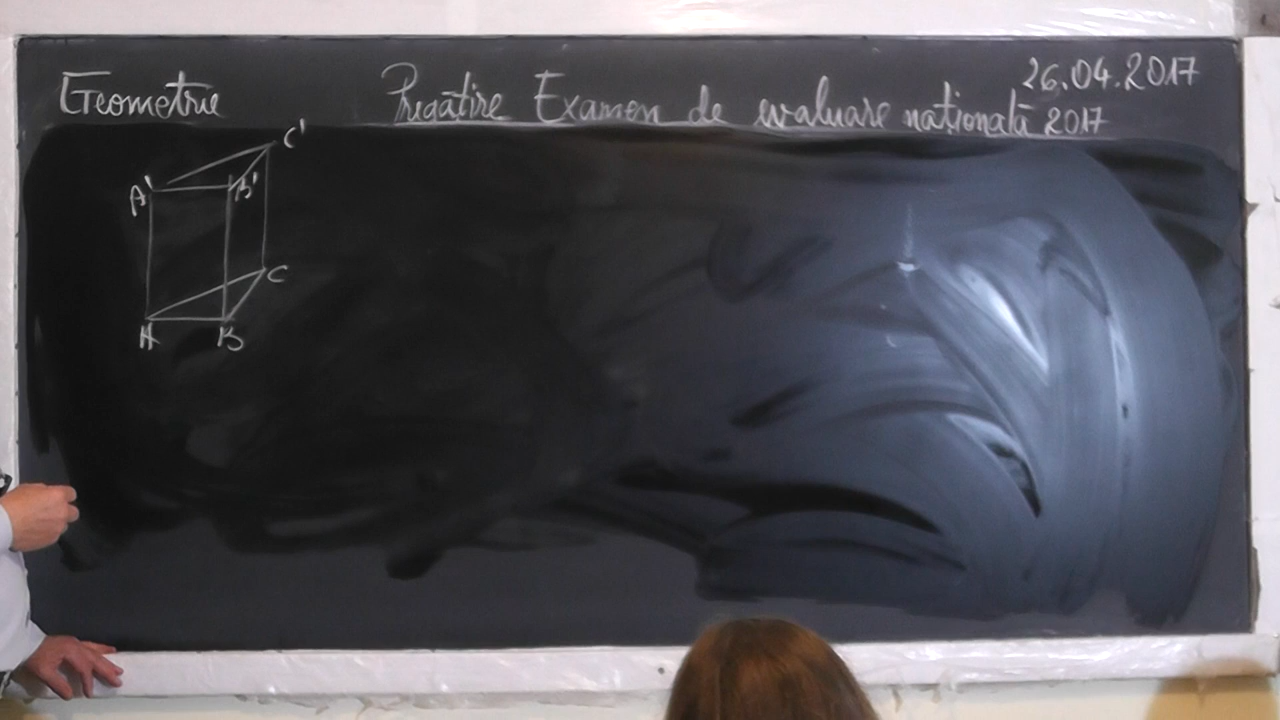 Geometrie
Pregătire Examen de evaluare națională 2017
26.04.2017
C'
A' B'
C
A B